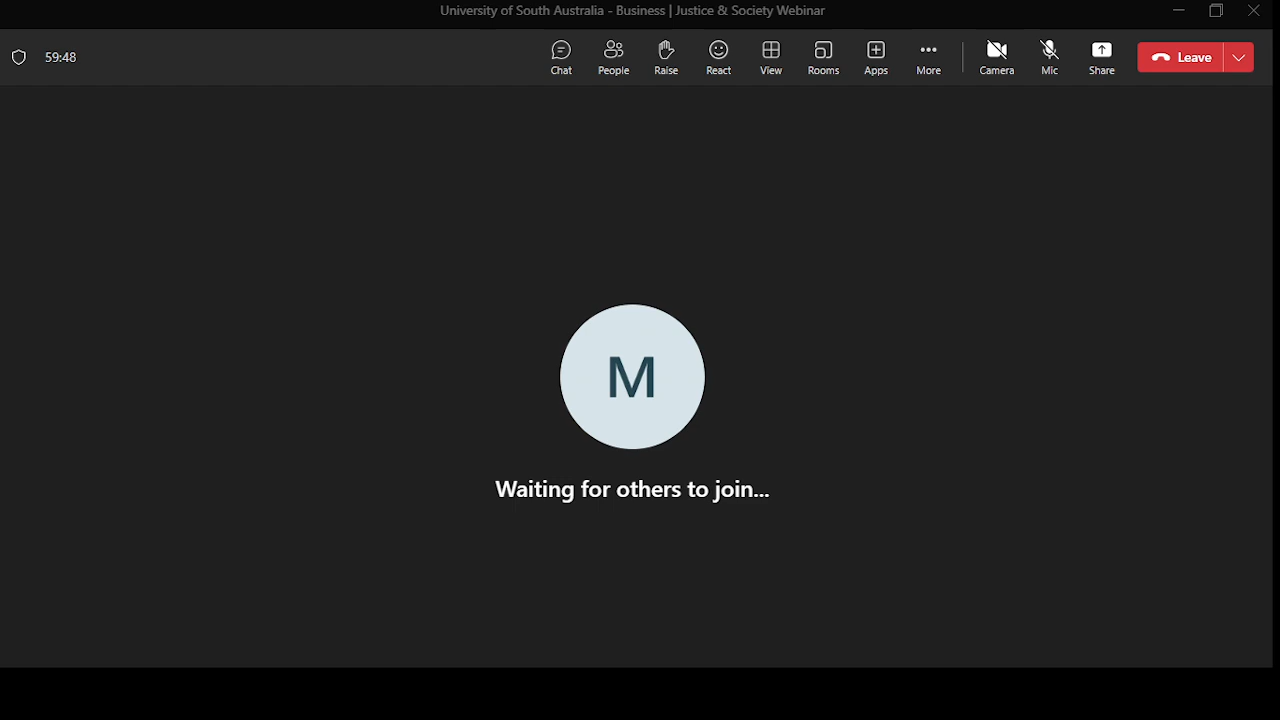 University of South Australia - Business | Justice & Society Webinar
59:48
Chat People Raise React View Rooms Apps More Camera Mic Share Leave
M
Waiting for others to join...